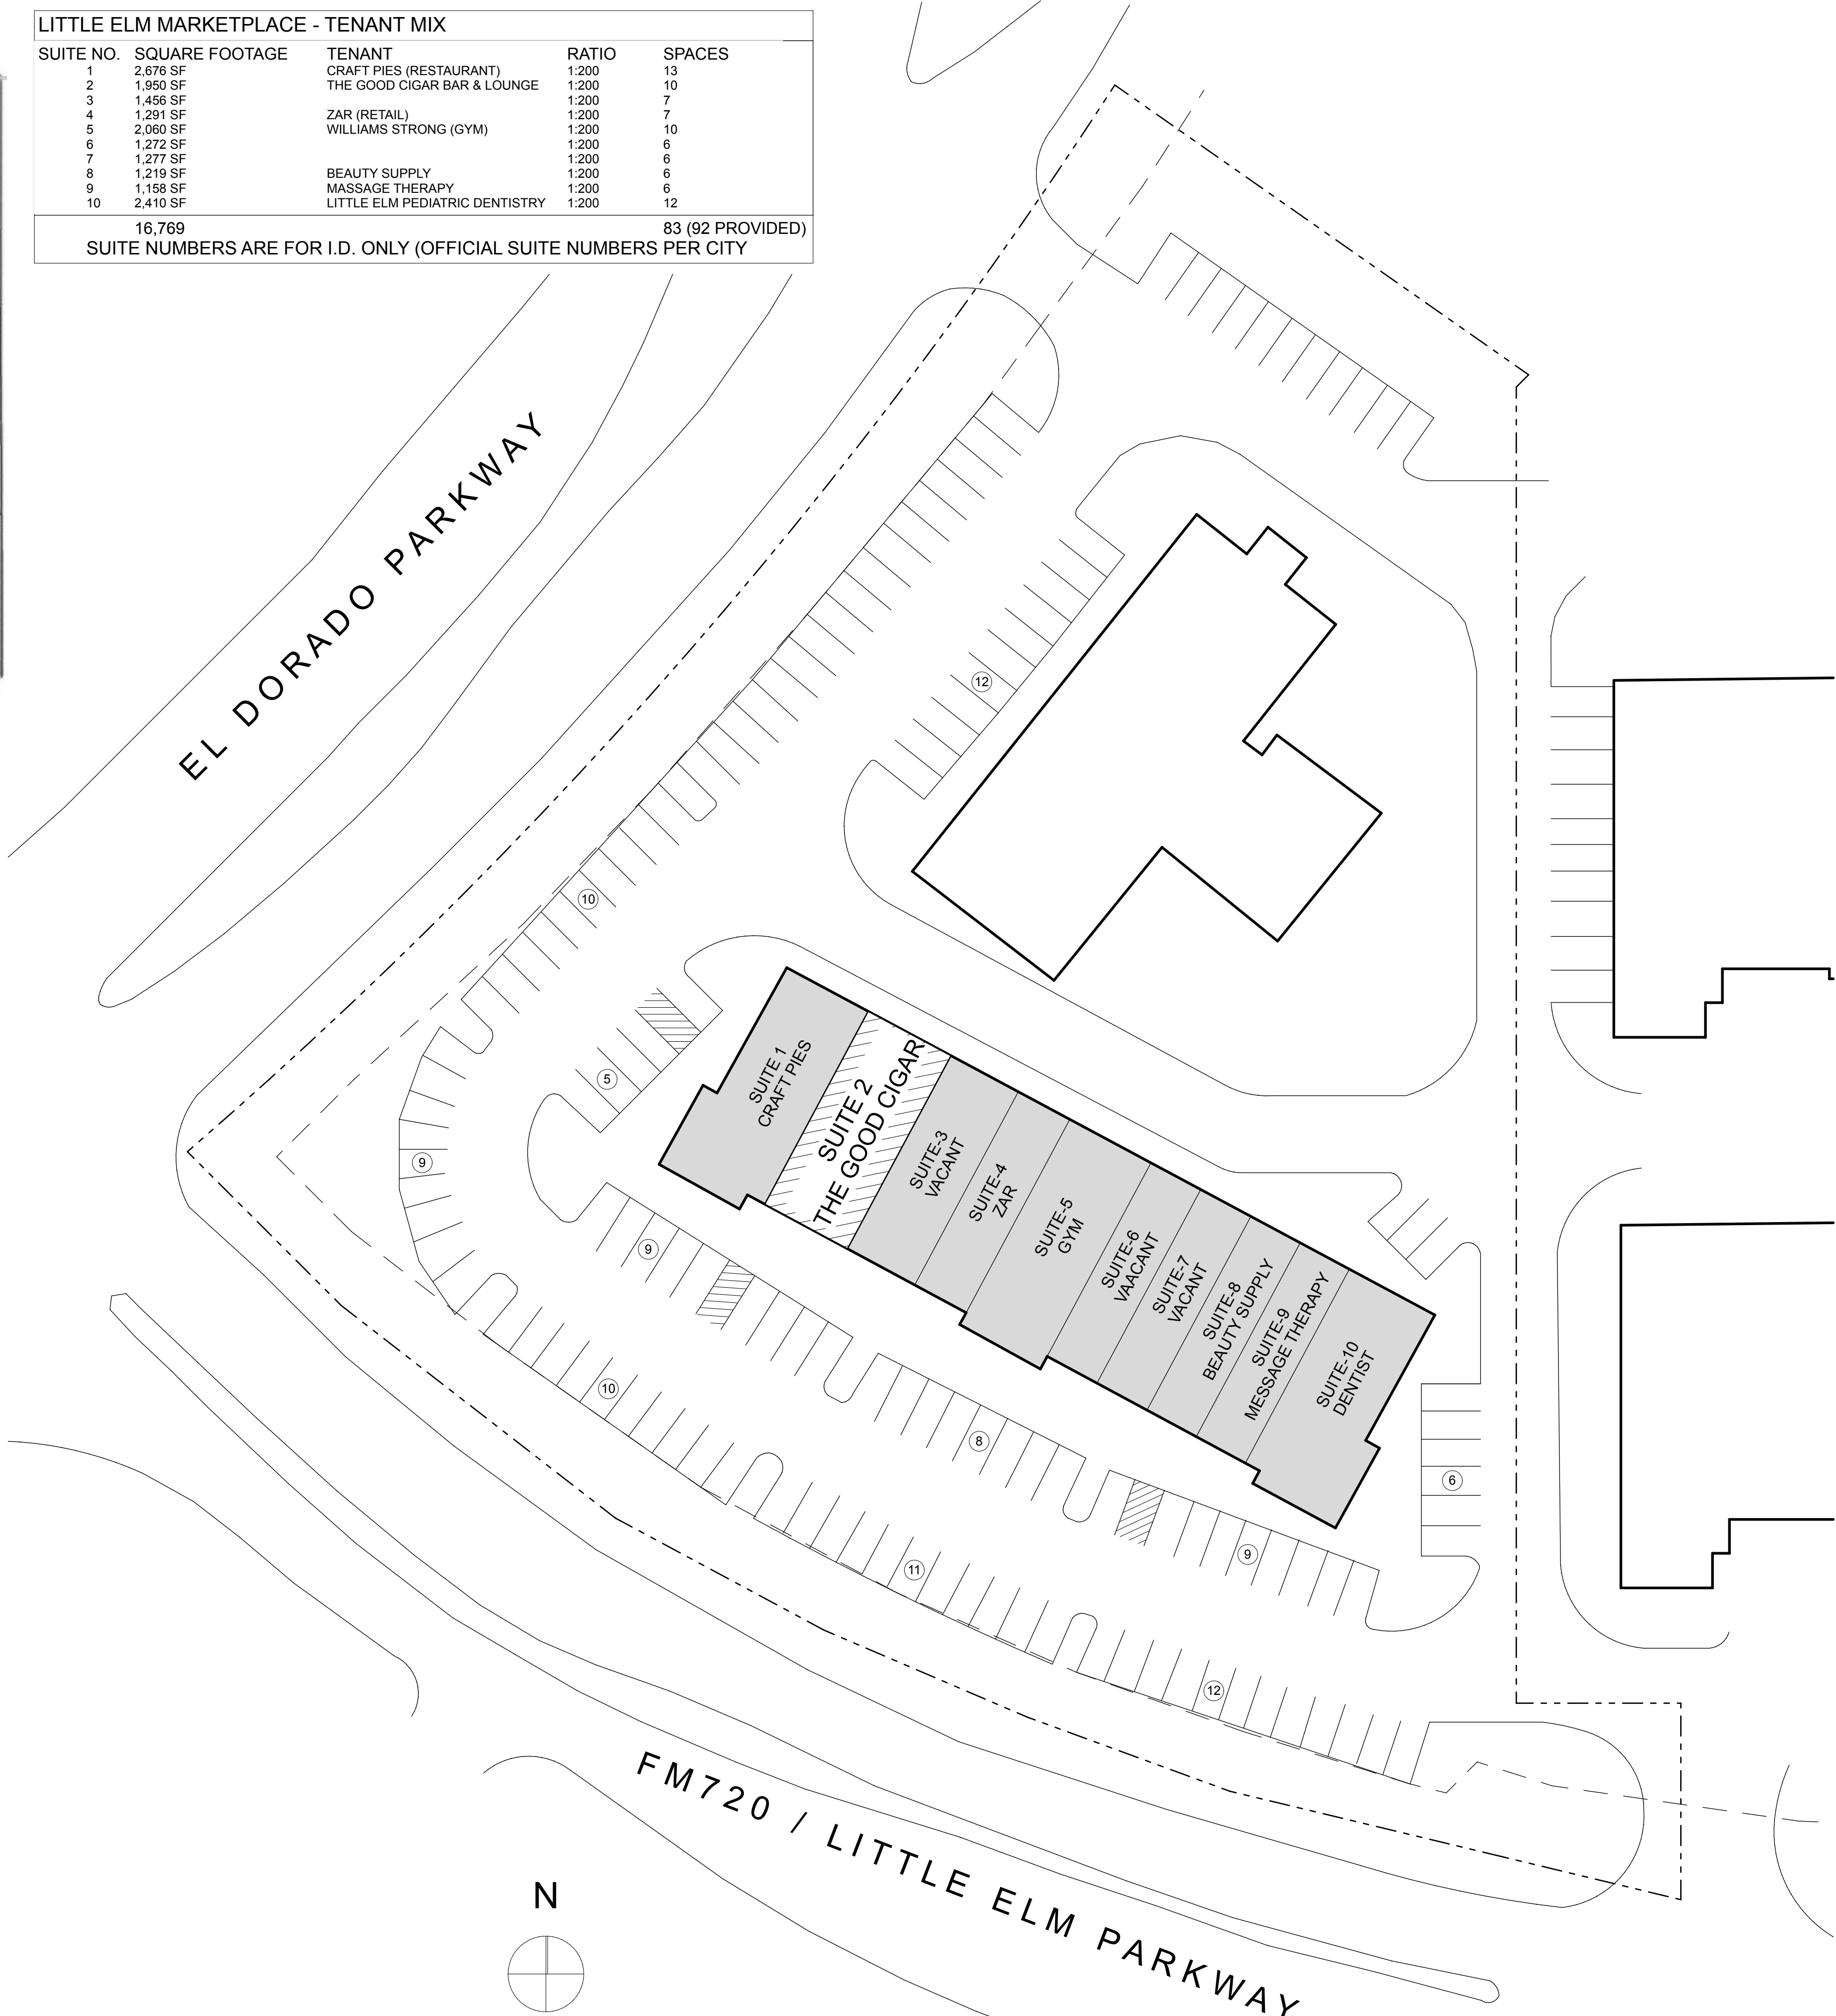 LITTLE ELM MARKETPLACE - TENANT MIX
SUITE NO. SQUARE FOOTAGE TENANT RATIO SPACES
1 2,676 SF CRAFT PIES (RESTAURANT) 1:200 13
2 1,950 SF THE GOOD CIGAR BAR & LOUNGE 1:200 10
3 1,456 SF 1:200 7
4 1,291 SF ZAR (RETAIL) 1:200 7
5 2,060 SF WILLIAMS STRONG (GYM) 1:200 10
6 1,272 SF 1:200 6
7 1,277 SF 1:200 6
8 1,219 SF BEAUTY SUPPLY 1:200 6
9 1,158 SF MASSAGE THERAPY 1:200 6
10 2,410 SF LITTLE ELM PEDIATRIC DENTISTRY 1:200 12
16,769 83 (92 PROVIDED)
SUITE NUMBERS ARE FOR I.D. ONLY (OFFICIAL SUITE NUMBERS PER CITY
EL DORADO PARKWAY
12
10
5
9
9
10
8
11
9
12
6
SUITE 1
CRAFT PIES
SUITE 2
THE GOOD CIGAR
SUITE-3
VACANT
SUITE-4
ZAR
SUITE-5
GYM
SUITE-6
VAACANT
SUITE-7
VACANT
SUITE-8
BEAUTY SUPPLY
SUITE-9
MESSAGE THERAPY
SUITE-10
DENTIST
FM720 / LITTLE ELM PARKWAY
N